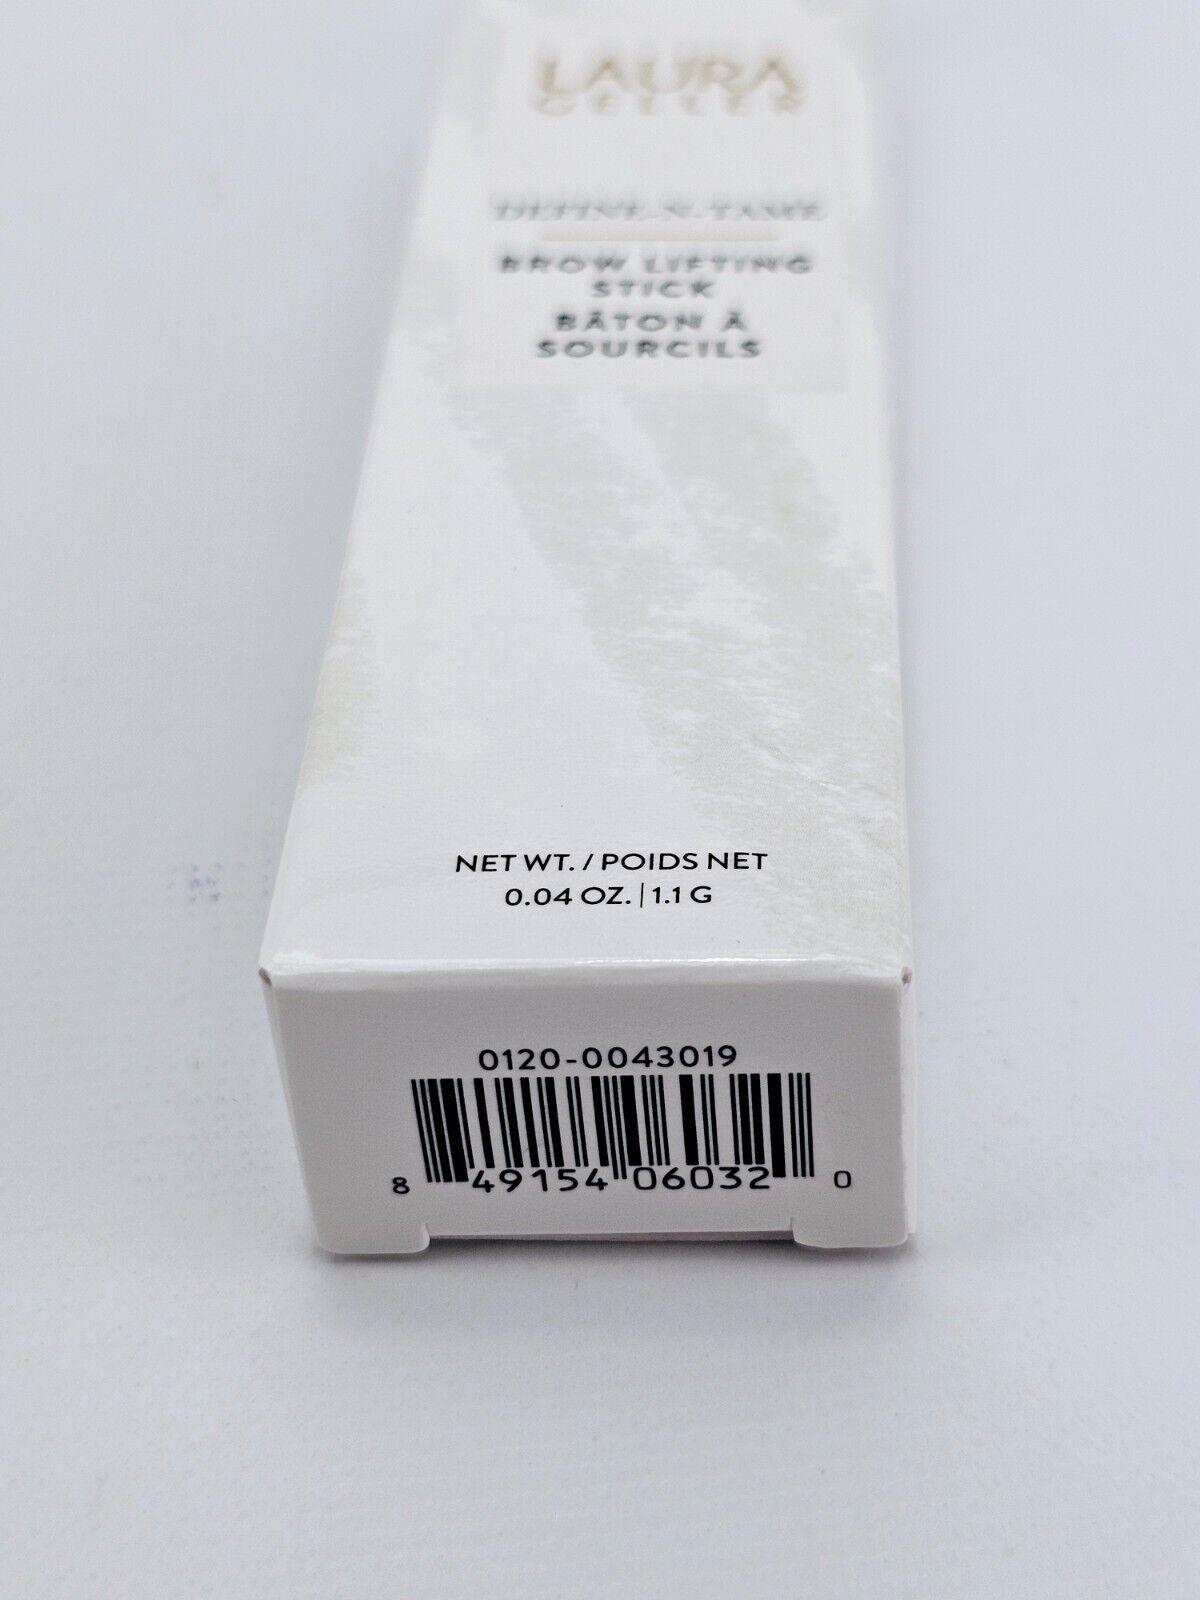 LAURA
GELLER
DEFINE-N-TAME
BROW LIFTING
STICK
BÂTON À
SOURCILS
NET WT. / POIDS NET
0.04 OZ. | 1.1 G
0120-0043019
8 49154 06032 0